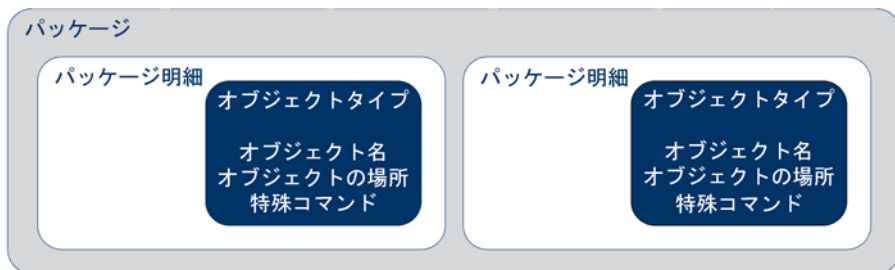 パッケージ
パッケージ明細
オブジェクトタイプ
オブジェクト名
オブジェクトの場所
特殊コマンド
パッケージ明細
オブジェクトタイプ
オブジェクト名
オブジェクトの場所
特殊コマンド